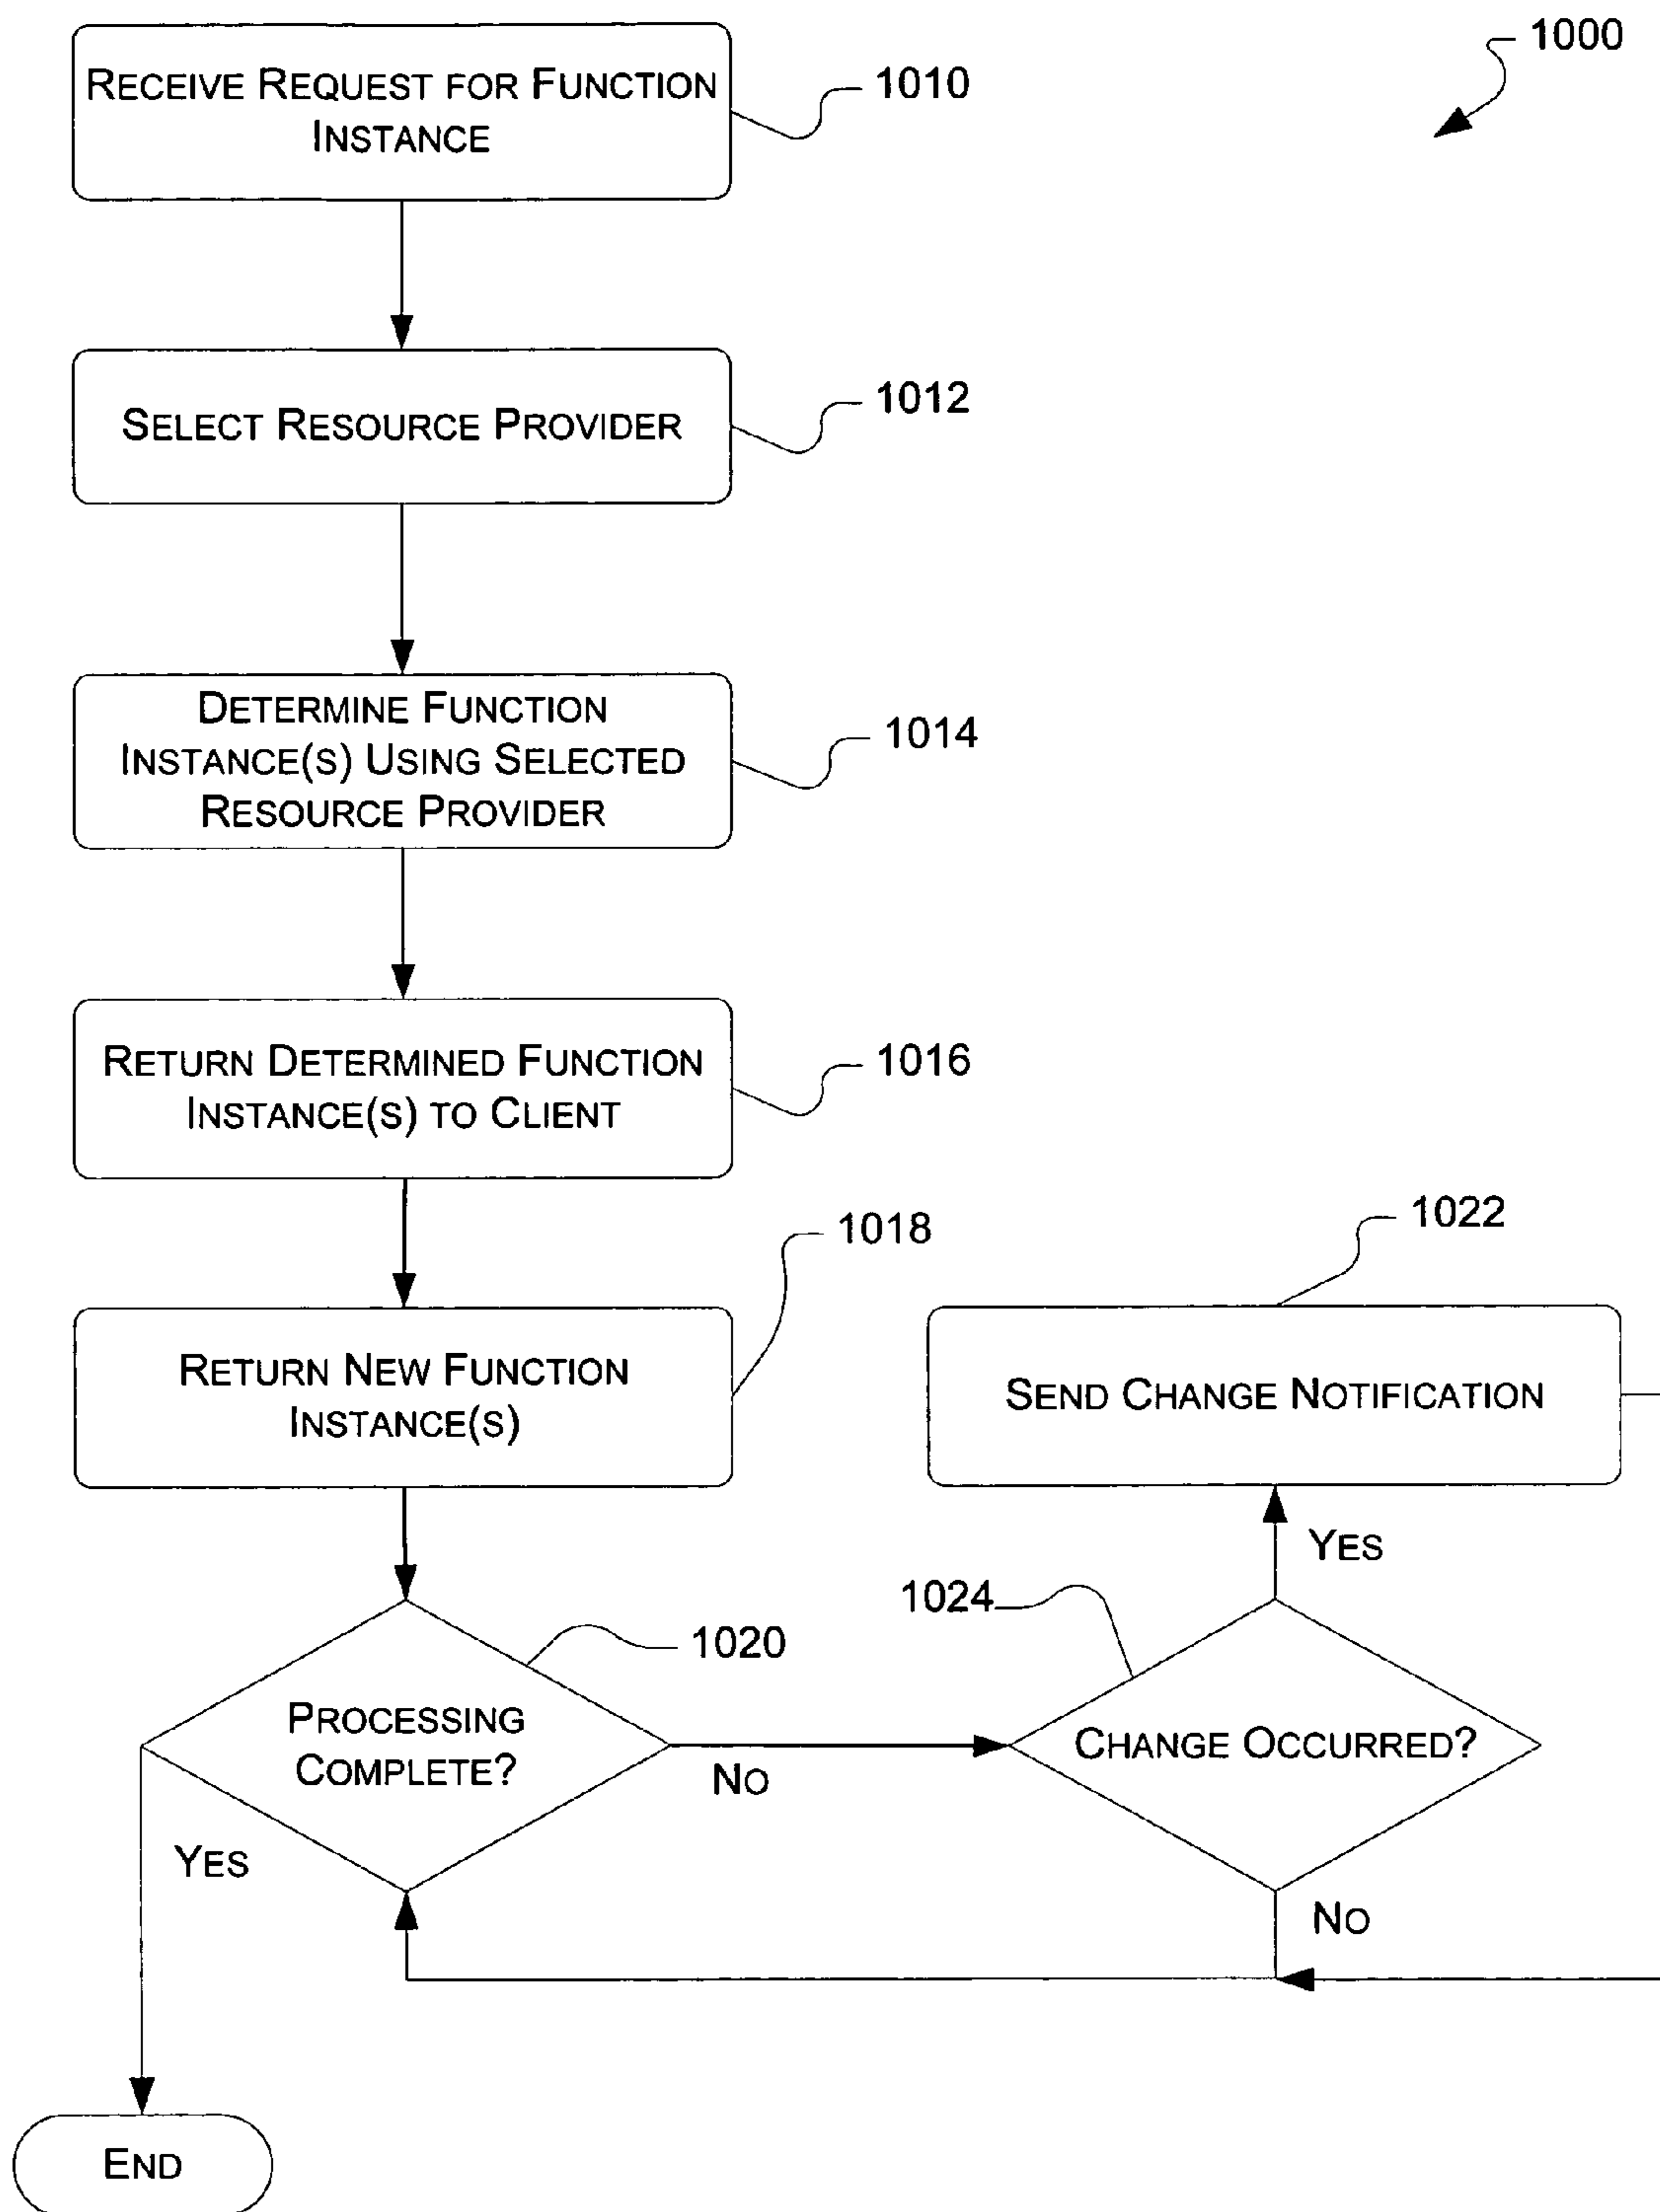 1000
RECEIVE REQUEST FOR FUNCTION
INSTANCE
1010
SELECT RESOURCE PROVIDER
1012
DETERMINE FUNCTION
INSTANCE(S) USING SELECTED
RESOURCE PROVIDER
1014
RETURN DETERMINED FUNCTION
INSTANCE(S) TO CLIENT
1016
RETURN NEW FUNCTION
INSTANCE(S)
1018
SEND CHANGE NOTIFICATION
1022
PROCESSING
COMPLETE?
1020
NO
YES
CHANGE OCCURRED?
1024
YES
NO
END